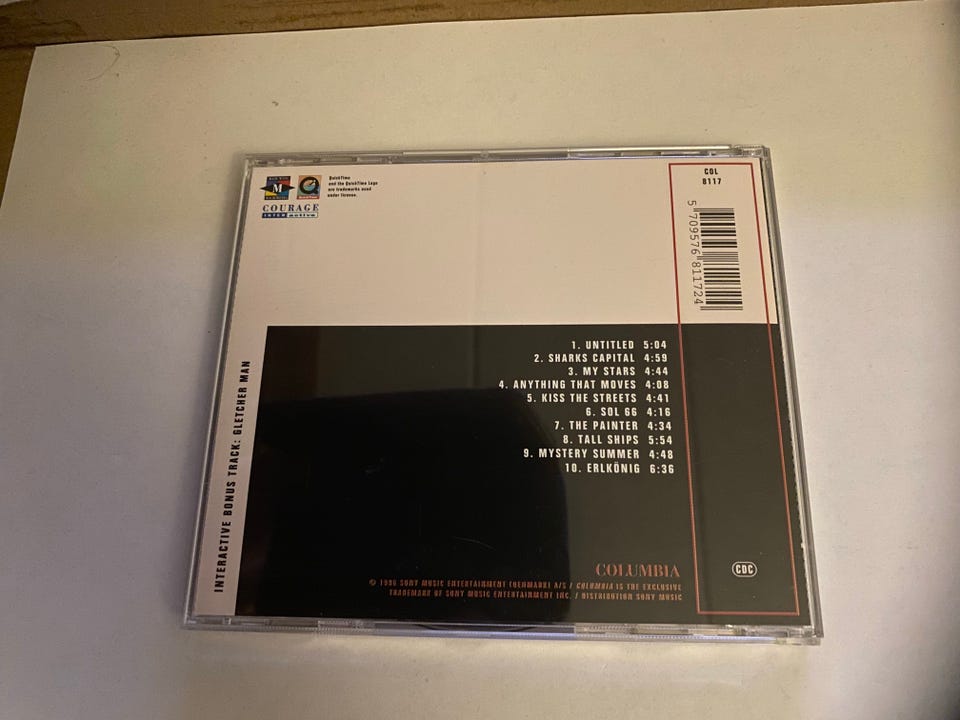 QuickTime
and the QuickTime Logo
are trademarks used
under license.
M
COURAGE
INTER active
COL
8117
5 709576 811724
1. UNTITLED 5:04
2. SHARKS CAPITAL 4:59
3. MY STARS 4:44
4. ANYTHING THAT MOVES 4:08
5. KISS THE STREETS 4:41
6. SOL 66 4:16
7. THE PAINTER 4:34
8. TALL SHIPS 5:54
9. MYSTERY SUMMER 4:48
10. ERLKÖNIG 6:36
INTERACTIVE BONUS TRACK: GLETCHER MAN
COLUMBIA
CDC
© 1996 SONY MUSIC ENTERTAINMENT (DENMARK) A/S / COLUMBIA IS THE EXCLUSIVE
TRADEMARK OF SONY MUSIC ENTERTAINMENT INC. / DISTRIBUTION SONY MUSIC